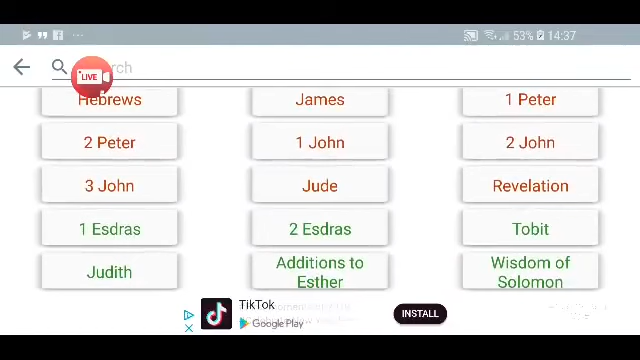 53% 14:37
LIVE
Hebrews James 1 Peter
2 Peter 1 John 2 John
3 John Jude Revelation
1 Esdras 2 Esdras Tobit
Judith Additions to Esther Wisdom of Solomon
TikTok
Google Play
INSTALL